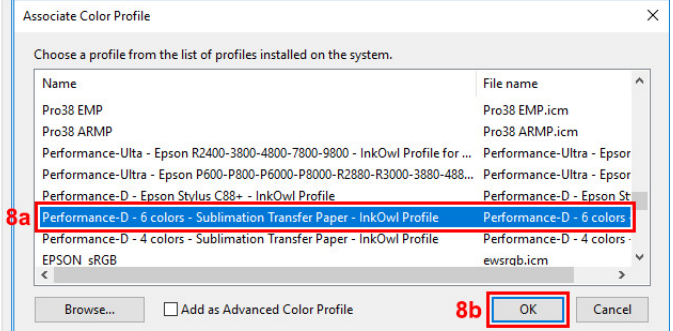 Associate Color Profile
Choose a profile from the list of profiles installed on the system.
Name File name
Pro38 EMP Pro38 EMP.icm
Pro38 ARMP Pro38 ARMP.icm
Performance-Ulta - Epson R2400-3800-4800-7800-9800 - InkOwl Profile for ... Performance-Ultra - Epsor
Performance-Ultra - Epson P600-P800-P6000-P8000-R2880-R3000-3880-488... Performance-Ultra - Epsor
Performance-D - Epson Stylus C88+ - InkOwl Profile Performance-D - Epson St
8a Performance-D - 6 colors - Sublimation Transfer Paper - InkOwl Profile Performance-D - 6 colors -
Performance-D - 4 colors - Sublimation Transfer Paper - InkOwl Profile Performance-D - 4 colors -
EPSON sRGB ewsrgb.icm
Browse... Add as Advanced Color Profile 8b OK Cancel